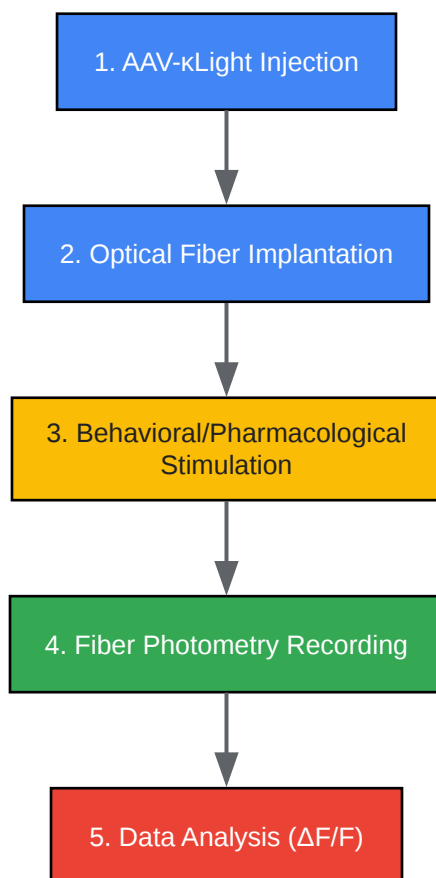 1. AAV-κLight Injection
2. Optical Fiber Implantation
3. Behavioral/Pharmacological
Stimulation
4. Fiber Photometry Recording
5. Data Analysis (ΔF/F)